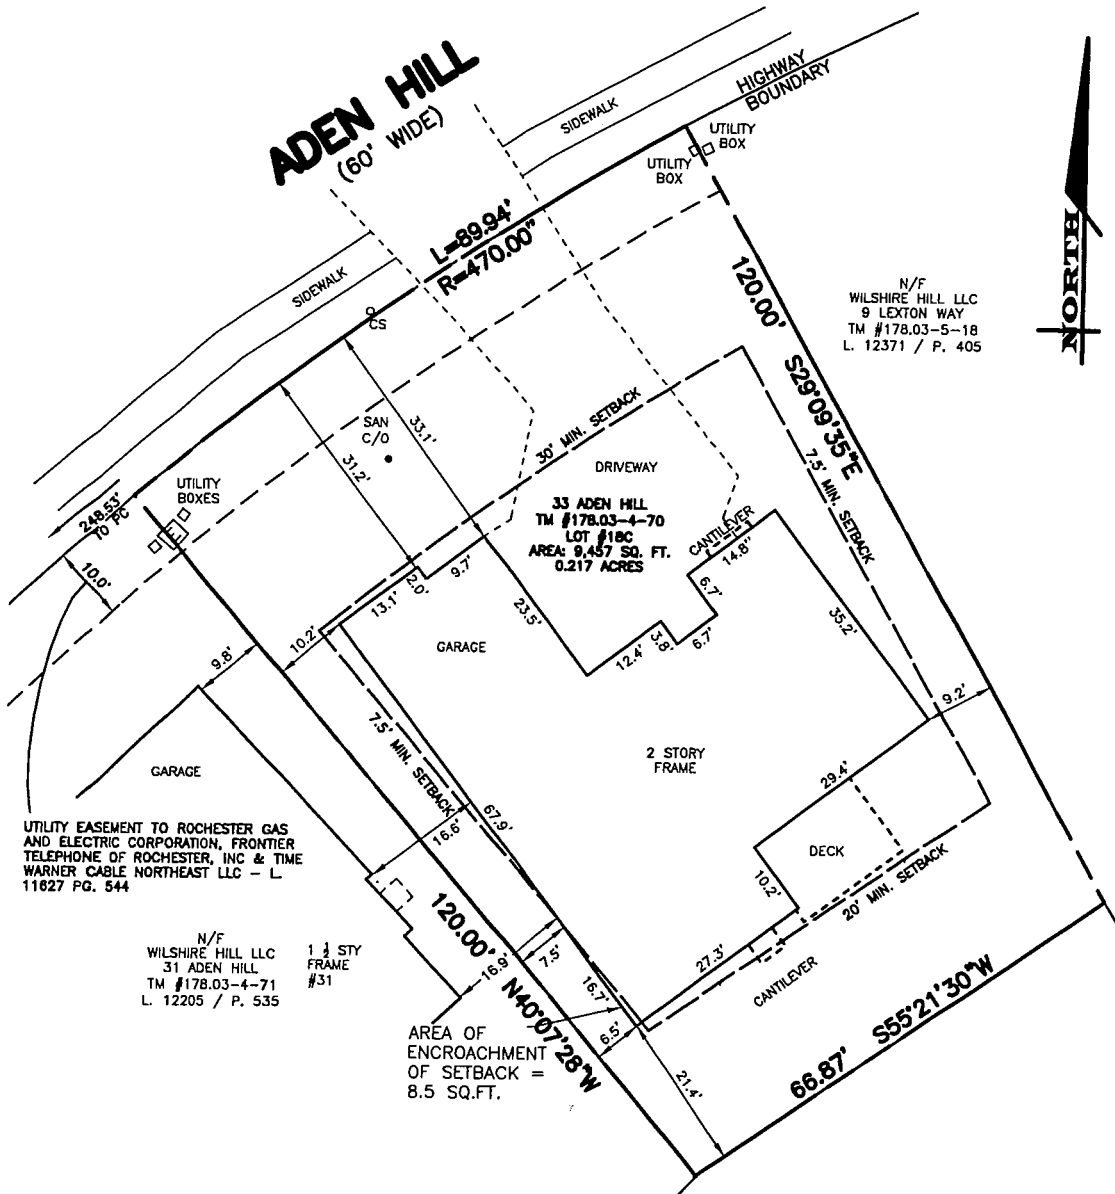 ADEN HILL
(60' WIDE)
SIDEWALK
HIGHWAY
BOUNDARY
UTILITY
BOX
UTILITY
BOX
NORTH
L=89.94'
R=470.00"
SIDEWALK
CS
120.00' S29°09'35"E
N/F
WILSHIRE HILL LLC
9 LEXTON WAY
TM #178.03-5-18
L. 12371 / P. 405
SAN
C/O
33.1'
31.2'
30' MIN. SETBACK
7.5' MIN. SETBACK
DRIVEWAY
UTILITY
BOXES
248.53'
TO PC
10.0'
33 ADEN HILL
TM #178.03-4-70
LOT #18C
AREA: 9,457 SQ. FT.
0.217 ACRES
CANTILEVER
14.8"
9.7'
2.0'
13.1'
23.5'
6.7'
35.2'
10.2'
GARAGE
12.4'
3.8'
6.7'
9.8'
9.2'
7.5' MIN. SETBACK
2 STORY
FRAME
GARAGE
29.4'
67.9'
16.6'
UTILITY EASEMENT TO ROCHESTER GAS
AND ELECTRIC CORPORATION, FRONTIER
TELEPHONE OF ROCHESTER, INC & TIME
WARNER CABLE NORTHEAST LLC - L.
11627 PG. 544
DECK
10.2'
20' MIN. SETBACK
120.00' N40°07'28"W
N/F
WILSHIRE HILL LLC
31 ADEN HILL
TM #178.03-4-71
L. 12205 / P. 535
1 ½ STY
FRAME
#31
16.9'
7.5'
16.7'
27.3'
CANTILEVER
6.5'
AREA OF
ENCROACHMENT
OF SETBACK =
8.5 SQ.FT.
21.4'
66.87' S55°21'30"W